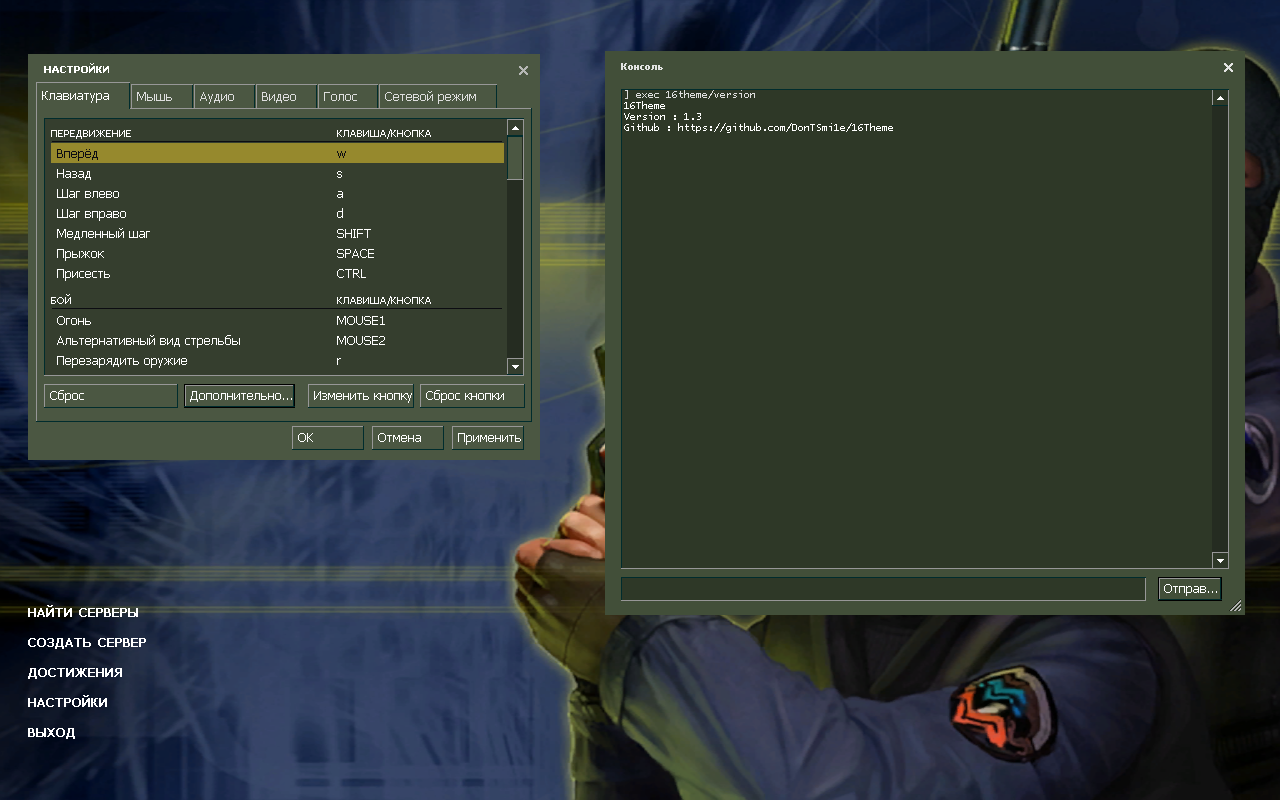 НАСТРОЙКИ
Клавиатура Мышь Аудио Видео Голос Сетевой режим
ПЕРЕДВИЖЕНИЕ КЛАВИША/КНОПКА
Вперёд w
Назад s
Шаг влево a
Шаг вправо d
Медленный шаг SHIFT
Прыжок SPACE
Присесть CTRL
БОЙ КЛАВИША/КНОПКА
Огонь MOUSE1
Альтернативный вид стрельбы MOUSE2
Перезарядить оружие r
Сброс Дополнительно... Изменить кнопку Сброс кнопки
OK Отмена Применить
Консоль
] exec 16theme/version
16Theme
Version : 1.3
Github : https://github.com/DonTSmi1e/16Theme
Отправ...
НАЙТИ СЕРВЕРЫ
СОЗДАТЬ СЕРВЕР
ДОСТИЖЕНИЯ
НАСТРОЙКИ
ВЫХОД